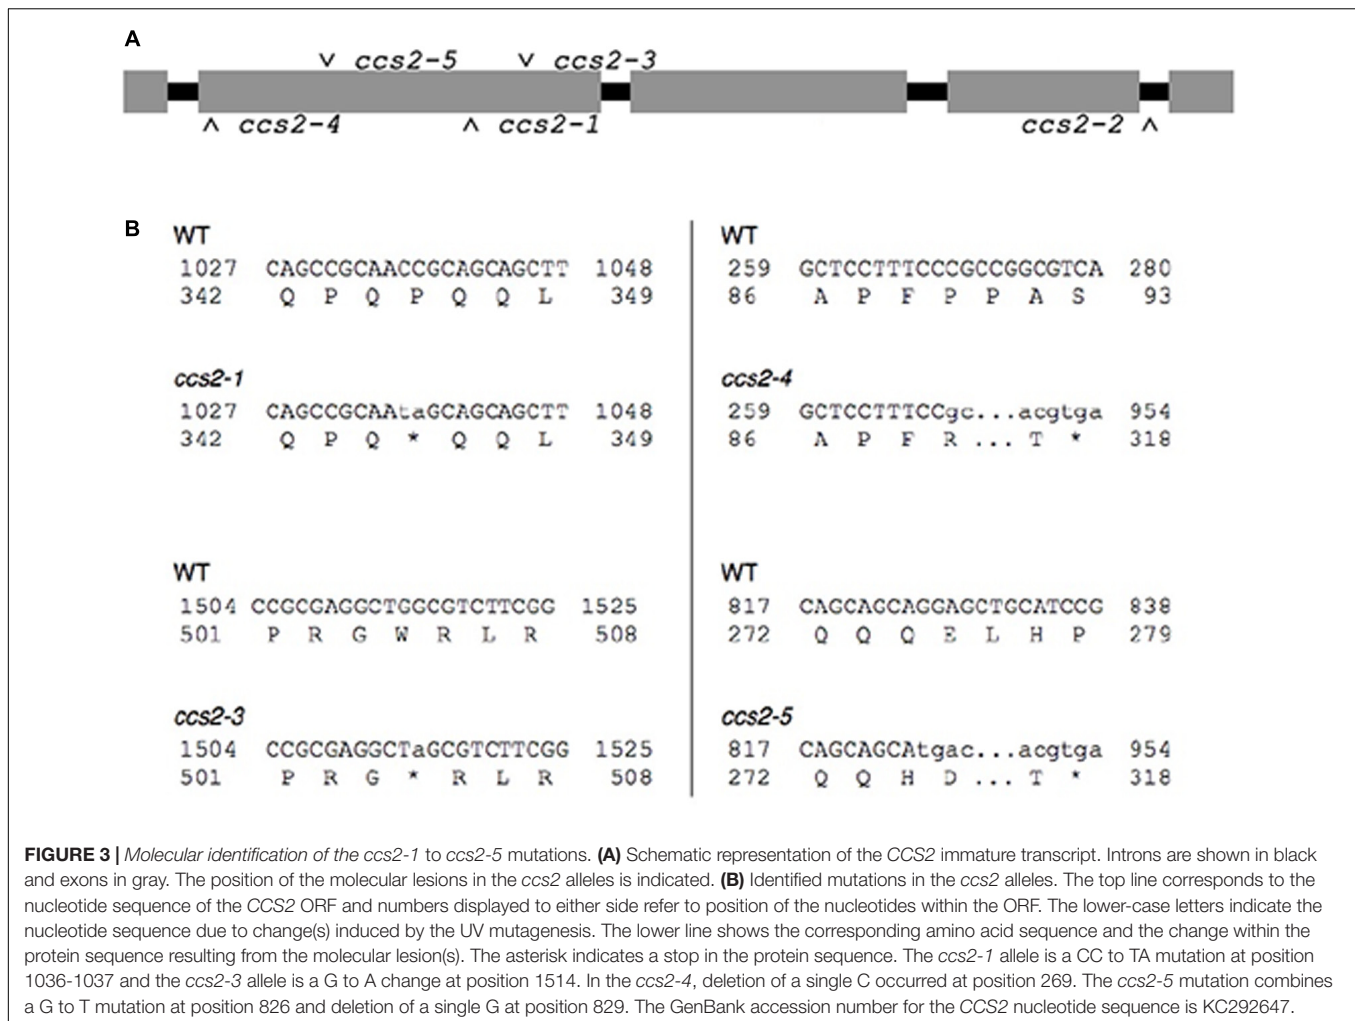 A
∨ ccs2-5 ∨ ccs2-3
∧ ccs2-4 ∧ ccs2-1 ccs2-2 ∧
B
WT
1027 CAGCCGCAACCGCAGCAGCTT 1048
342 Q P Q P Q Q L 349
ccs2-1
1027 CAGCCGCAAtaGCAGCAGCTT 1048
342 Q P Q * Q Q L 349
WT
1504 CCGCGAGGCTGGCGTCTTCGG 1525
501 P R G W R L R 508
ccs2-3
1504 CCGCGAGGCTaGCGTCTTCGG 1525
501 P R G * R L R 508
WT
259 GCTCCTTTCCCGCCGGCGTCA 280
86 A P F P P A S 93
ccs2-4
259 GCTCCTTTCCgc...acgtga 954
86 A P F R ... T * 318
WT
817 CAGCAGCAGGAGCTGCATCCG 838
272 Q Q Q E L H P 279
ccs2-5
817 CAGCAGCAtgac...acgtga 954
272 Q Q H D ... T * 318
FIGURE 3 | Molecular identification of the ccs2-1 to ccs2-5 mutations. (A) Schematic representation of the CCS2 immature transcript. Introns are shown in black
and exons in gray. The position of the molecular lesions in the ccs2 alleles is indicated. (B) Identified mutations in the ccs2 alleles. The top line corresponds to the
nucleotide sequence of the CCS2 ORF and numbers displayed to either side refer to position of the nucleotides within the ORF. The lower-case letters indicate the
nucleotide sequence due to change(s) induced by the UV mutagenesis. The lower line shows the corresponding amino acid sequence and the change within the
protein sequence resulting from the molecular lesion(s). The asterisk indicates a stop in the protein sequence. The ccs2-1 allele is a CC to TA mutation at position
1036-1037 and the ccs2-3 allele is a G to A change at position 1514. In the ccs2-4, deletion of a single C occurred at position 269. The ccs2-5 mutation combines
a G to T mutation at position 826 and deletion of a single G at position 829. The GenBank accession number for the CCS2 nucleotide sequence is KC292647.